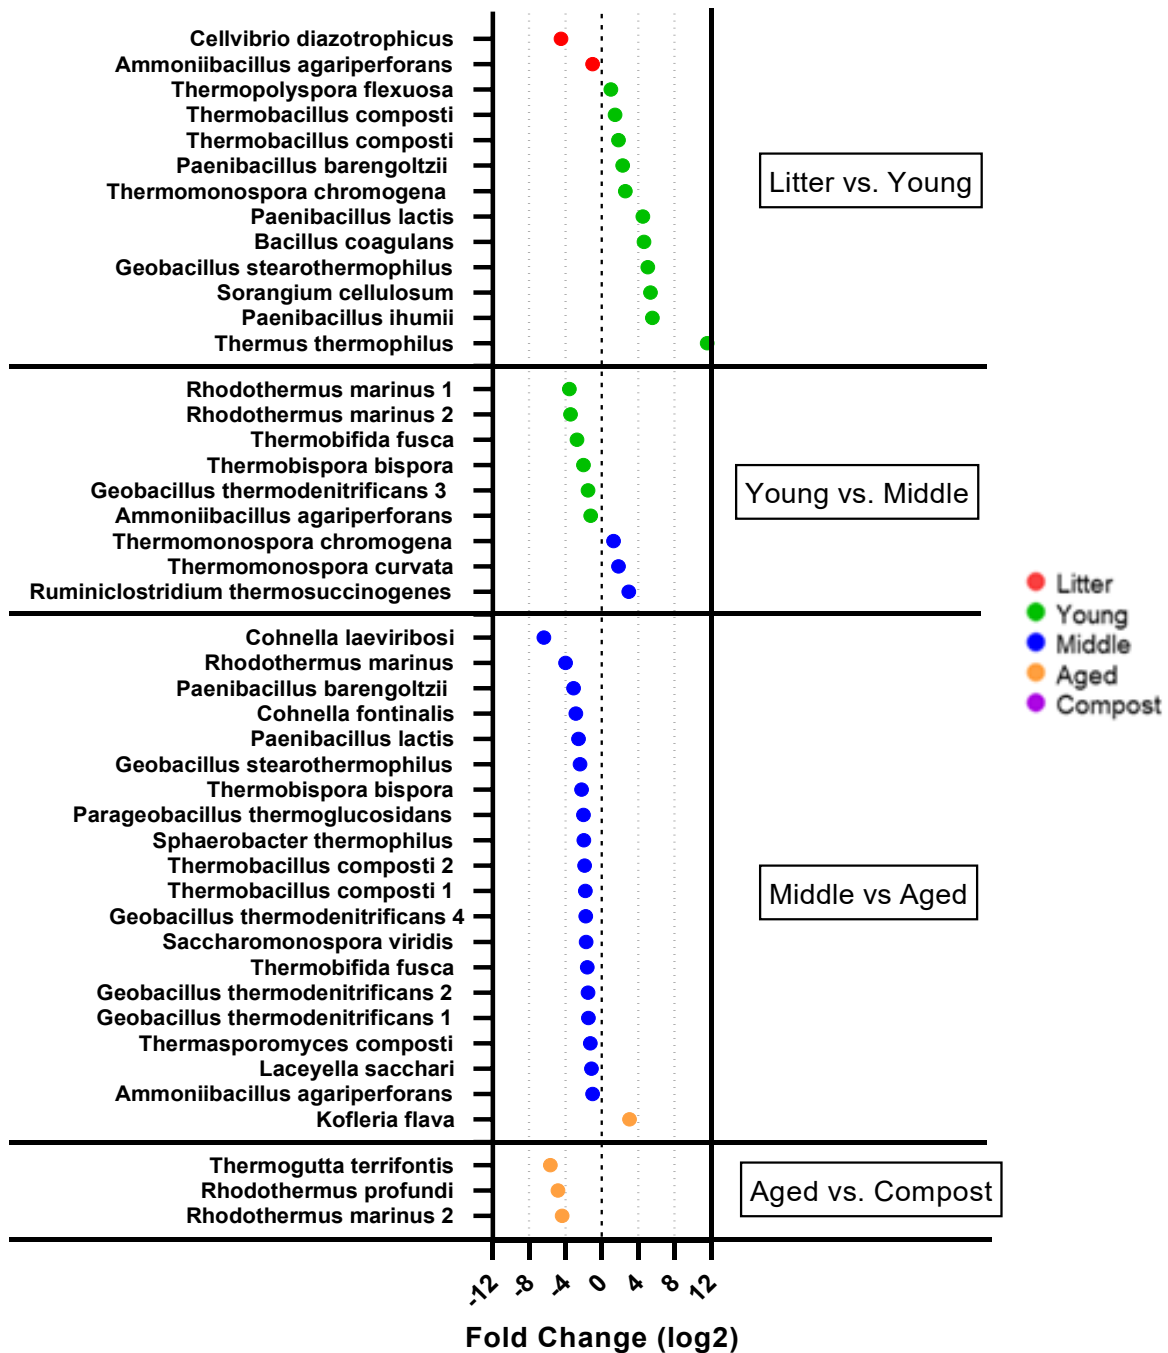 Cellvibrio diazotrophicus
Ammoniibacillus agariperforans
Thermopolyspora flexuosa
Thermobacillus composti
Thermobacillus composti
Paenibacillus barengoltzii
Thermomonospora chromogena
Paenibacillus lactis
Bacillus coagulans
Geobacillus stearothermophilus
Sorangium cellulosum
Paenibacillus ihumii
Thermus thermophilus
Litter vs. Young
Rhodothermus marinus 1
Rhodothermus marinus 2
Thermobifida fusca
Thermobispora bispora
Geobacillus thermodenitrificans 3
Ammoniibacillus agariperforans
Thermomonospora chromogena
Thermomonospora curvata
Ruminiclostridium thermosuccinogenes
Young vs. Middle
Cohnella laeviribosi
Rhodothermus marinus
Paenibacillus barengoltzii
Cohnella fontinalis
Paenibacillus lactis
Geobacillus stearothermophilus
Thermobispora bispora
Parageobacillus thermoglucosidans
Sphaerobacter thermophilus
Thermobacillus composti 2
Thermobacillus composti 1
Geobacillus thermodenitrificans 4
Saccharomonospora viridis
Thermobifida fusca
Geobacillus thermodenitrificans 2
Geobacillus thermodenitrificans 1
Thermasporomyces composti
Laceyella sacchari
Ammoniibacillus agariperforans
Kofleria flava
Middle vs Aged
Thermogutta terrifontis
Rhodothermus profundi
Rhodothermus marinus 2
Aged vs. Compost
-12 -8 -4 0 4 8 12
Fold Change (log2)
Litter
Young
Middle
Aged
Compost